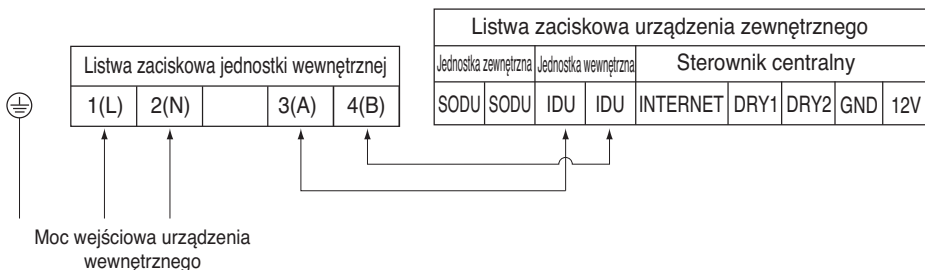 Listwa zaciskowa urządzenia zewnętrznego
Listwa zaciskowa jednostki wewnętrznej
Jednostka zewnętrzna Jednostka wewnętrzna Sterownik centralny
1(L) 2(N) 3(A) 4(B)
SODU SODU IDU IDU INTERNET DRY1 DRY2 GND 12V
Moc wejściowa urządzenia
wewnętrznego